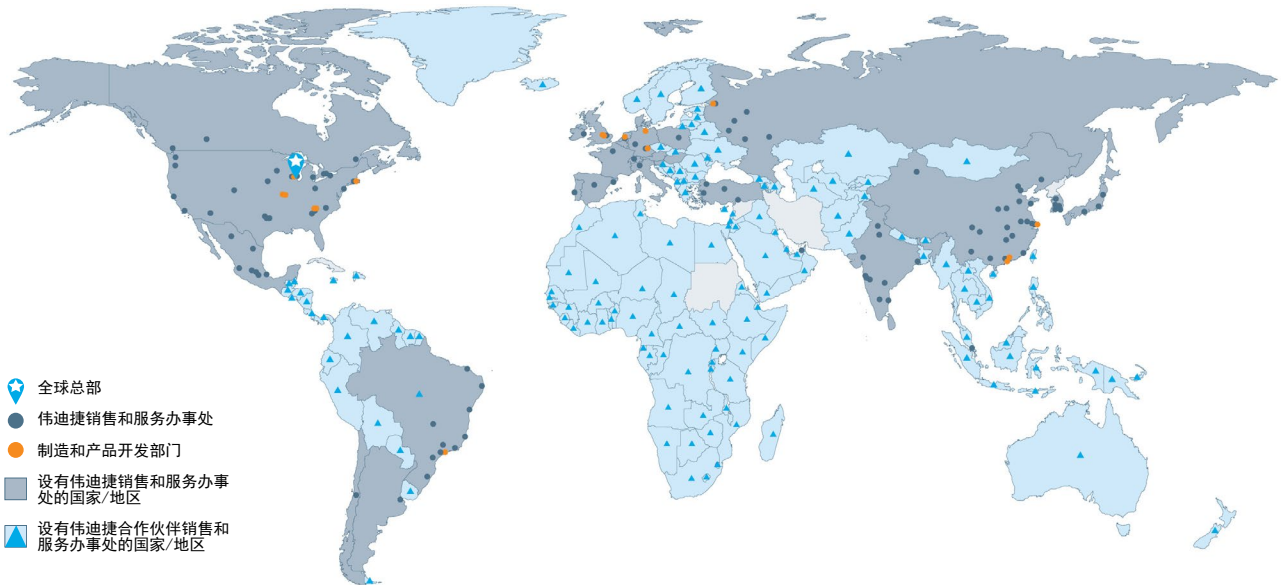 全球总部
伟迪捷销售和服务办事处
制造和产品开发部门
设有伟迪捷销售和服务办事
处的国家/地区
设有伟迪捷合作伙伴销售和
服务办事处的国家/地区